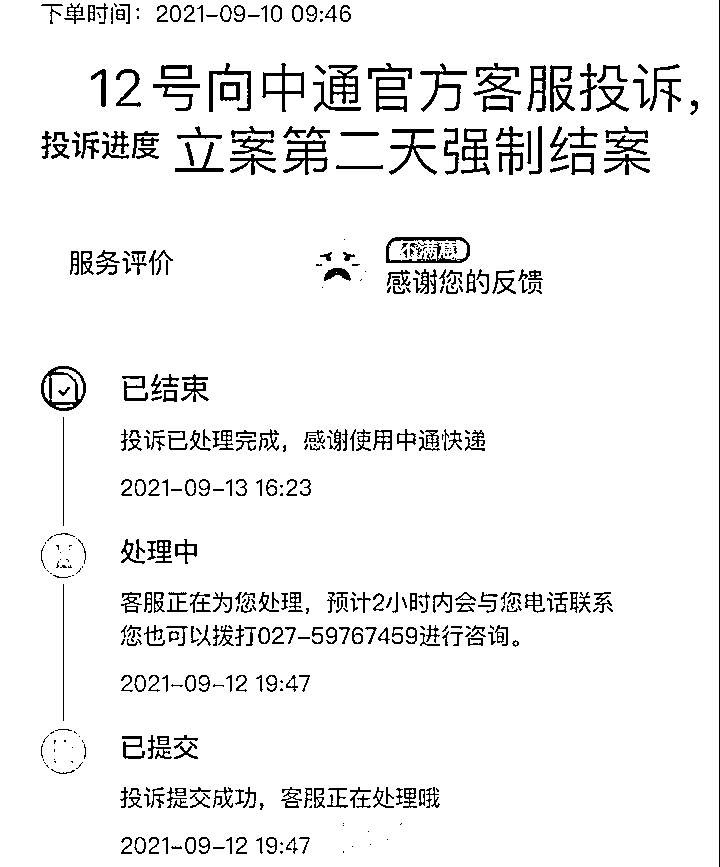 下单时间：2021-09-10 09:46
12号向中通官方客服投诉，
投诉进度 立案第二天强制结案
服务评价
不满意
感谢您的反馈
已结束
投诉已处理完成，感谢使用中通快递
2021-09-13 16:23
处理中
客服正在为您处理，预计2小时内会与您电话联系
您也可以拨打027-59767459进行咨询。
2021-09-12 19:47
已提交
投诉提交成功，客服正在处理哦
2021-09-12 19:47